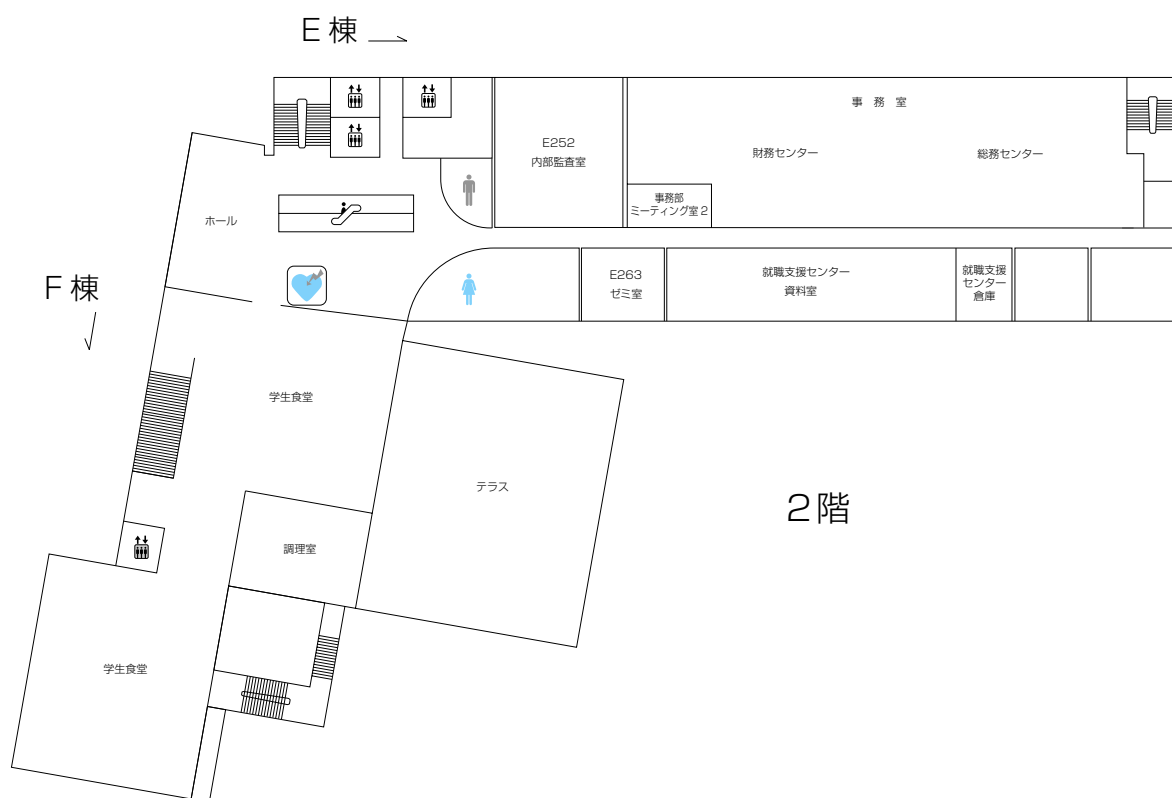 E棟
事務室
E252
内部監査室
財務センター
総務センター
事務部
ミーティング室2
ホール
E263
ゼミ室
就職支援センター
資料室
就職支援
センター
倉庫
F棟
学生食堂
テラス
2階
調理室
学生食堂